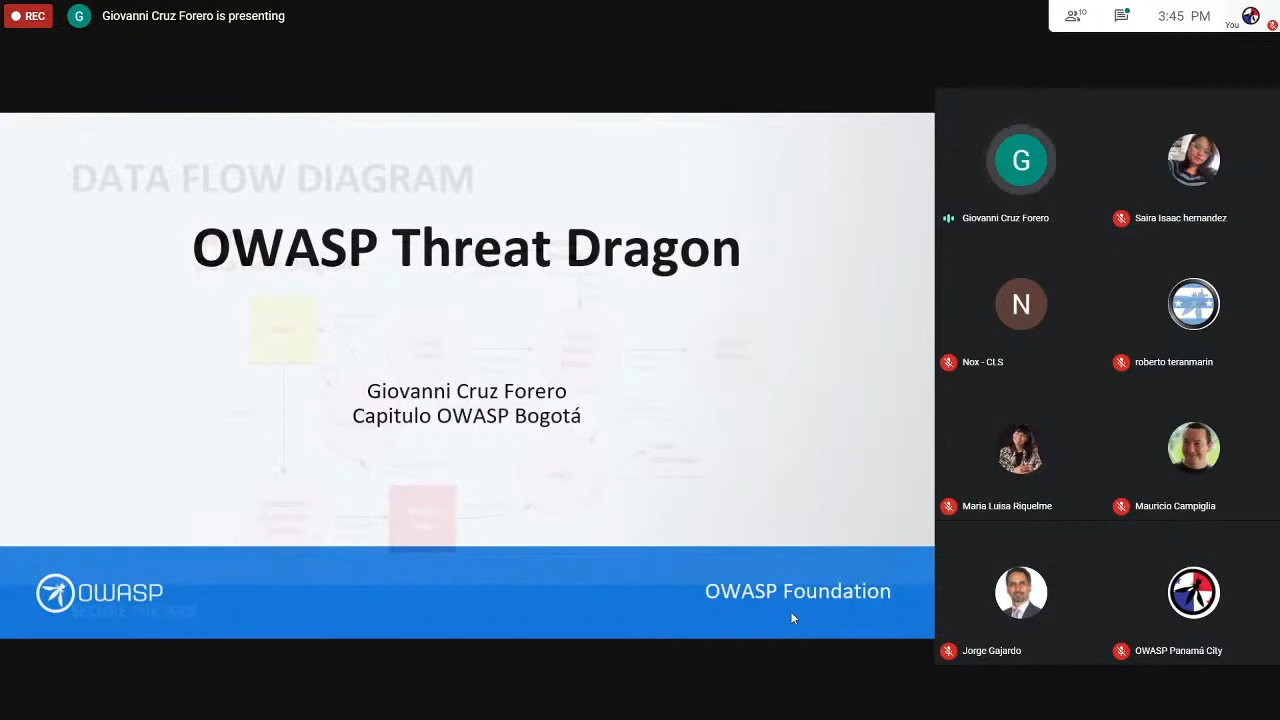 REC
G
Giovanni Cruz Forero is presenting
10
3:45 PM
You
DATA FLOW DIAGRAM
OWASP Threat Dragon
Giovanni Cruz Forero
Capitulo OWASP Bogotá
OWASP
OWASP Foundation
G
Giovanni Cruz Forero
Saira Isaac hernandez
N
Nox - CLS
roberto teranmarin
Maria Luisa Riquelme
Mauricio Campiglia
Jorge Gajardo
OWASP Panamá City